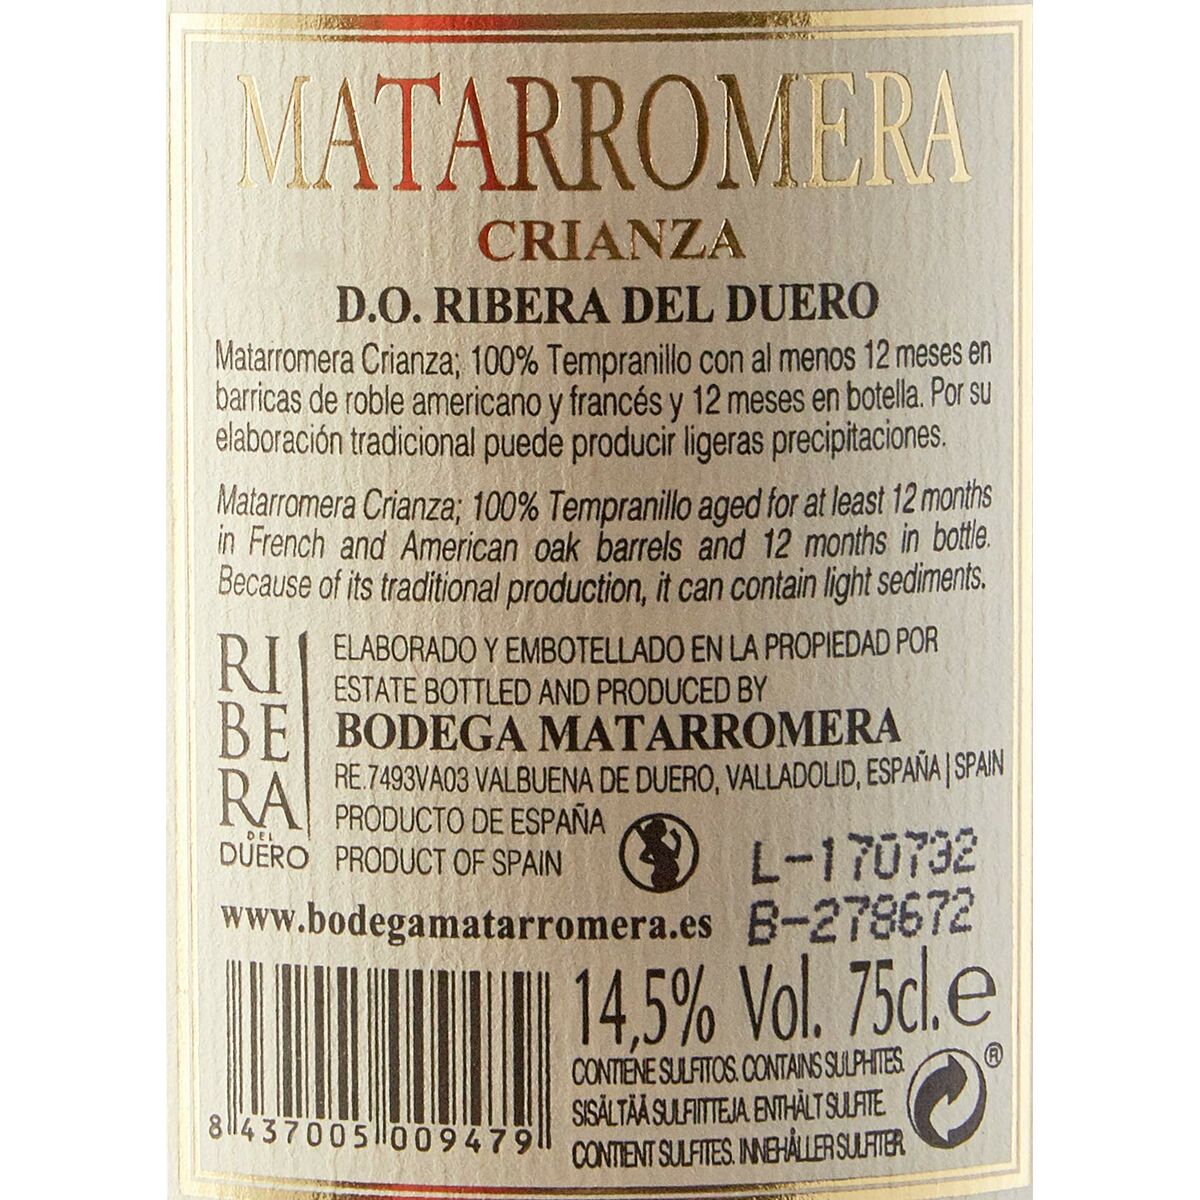 MATARROMERA
CRIANZA
D.O. RIBERA DEL DUERO
Matarromera Crianza; 100% Tempranillo con al menos 12 meses en
barricas de roble americano y francés y 12 meses en botella. Por su
elaboración tradicional puede producir ligeras precipitaciones.
Matarromera Crianza; 100% Tempranillo aged for at least 12 months
in French and American oak barrels and 12 months in bottle.
Because of its traditional production, it can contain light sediments.
RI
BE
RA
DEL
DUERO
ELABORADO Y EMBOTELLADO EN LA PROPIEDAD POR
ESTATE BOTTLED AND PRODUCED BY
BODEGA MATARROMERA
RE.7493VA03 VALBUENA DE DUERO, VALLADOLID, ESPAÑA | SPAIN
PRODUCTO DE ESPAÑA
PRODUCT OF SPAIN
L-170732
B-278672
www.bodegamatarromera.es
14,5% Vol. 75cl. e
CONTIENE SULFITOS. CONTAINS SULPHITES.
SISÄLTÄÄ SULFIITTEJA. ENTHÄLT SULFITE.
CONTIENT SULFITES. INNEHÅLLER SULFITER.
®
8 437005 009479